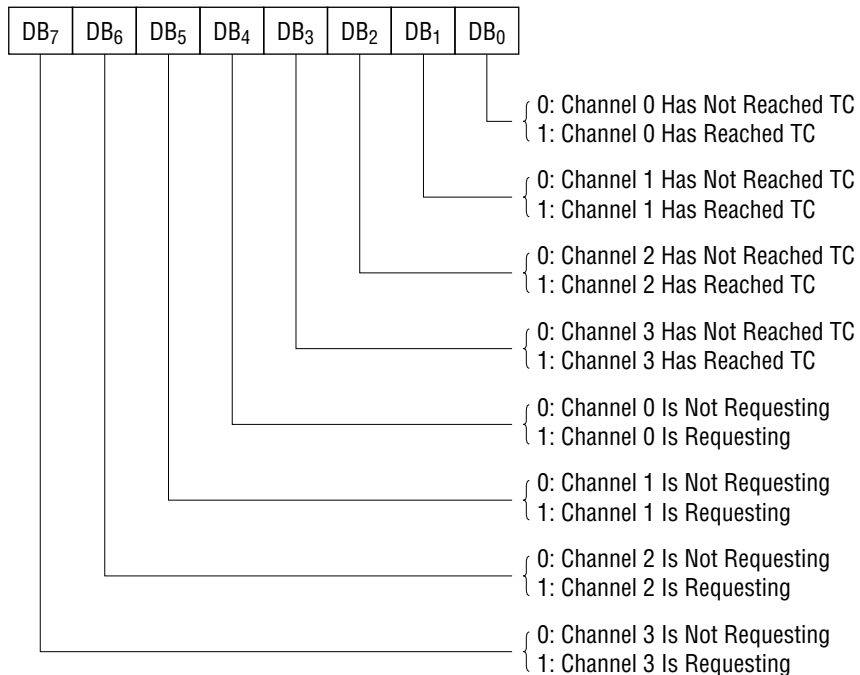 DB7 DB6 DB5 DB4 DB3 DB2 DB1 DB0
0: Channel 0 Has Not Reached TC
1: Channel 0 Has Reached TC
0: Channel 1 Has Not Reached TC
1: Channel 1 Has Reached TC
0: Channel 2 Has Not Reached TC
1: Channel 2 Has Reached TC
0: Channel 3 Has Not Reached TC
1: Channel 3 Has Reached TC
0: Channel 0 Is Not Requesting
1: Channel 0 Is Requesting
0: Channel 1 Is Not Requesting
1: Channel 1 Is Requesting
0: Channel 2 Is Not Requesting
1: Channel 2 Is Requesting
0: Channel 3 Is Not Requesting
1: Channel 3 Is Requesting